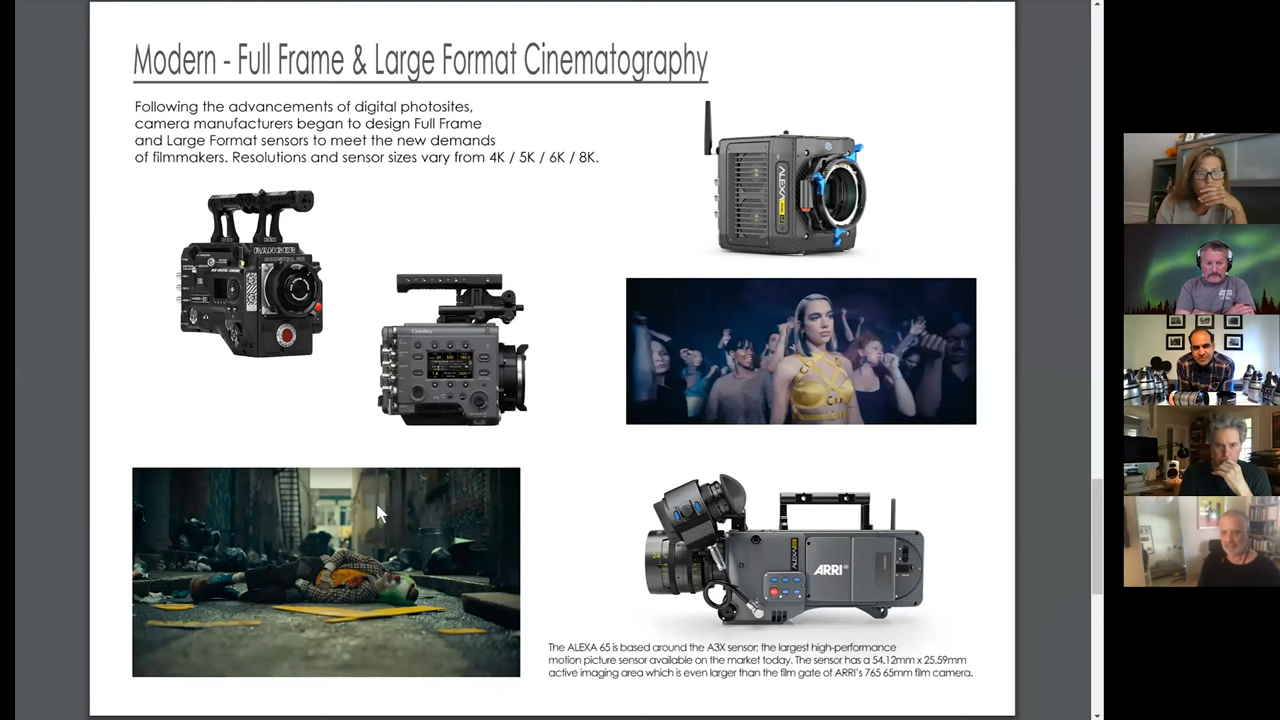 Modern - Full Frame & Large Format Cinematography
Following the advancements of digital photosites,
camera manufacturers began to design Full Frame
and Large Format sensors to meet the new demands
of filmmakers. Resolutions and sensor sizes vary from 4K / 5K / 6K / 8K.
ALEXA
RANGER
ARRI
ALEXA
The ALEXA 65 is based around the A3X sensor; the largest high-performance
motion picture sensor available on the market today. The sensor has a 54.12mm x 25.59mm
active imaging area which is even larger than the film gate of ARRI's 765 65mm film camera.